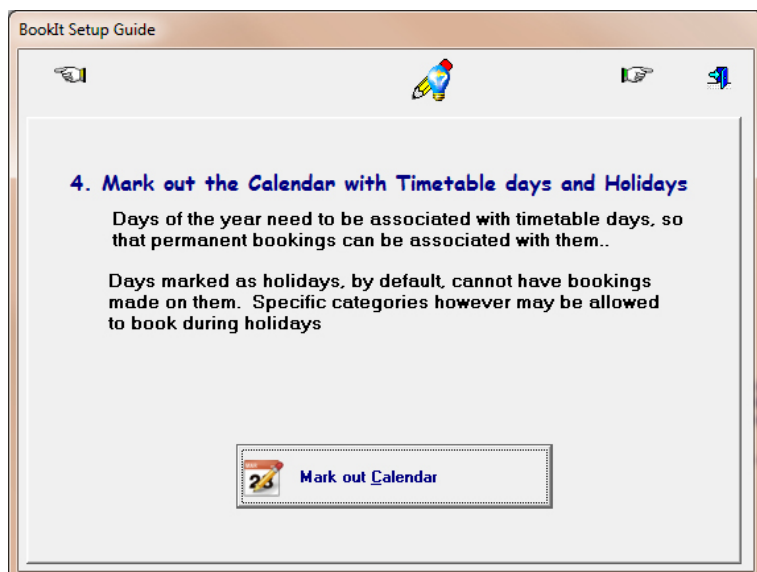 BookIt Setup Guide
4. Mark out the Calendar with Timetable days and Holidays
Days of the year need to be associated with timetable days, so
that permanent bookings can be associated with them..
Days marked as holidays, by default, cannot have bookings
made on them. Specific categories however may be allowed
to book during holidays
23
Mark out Calendar